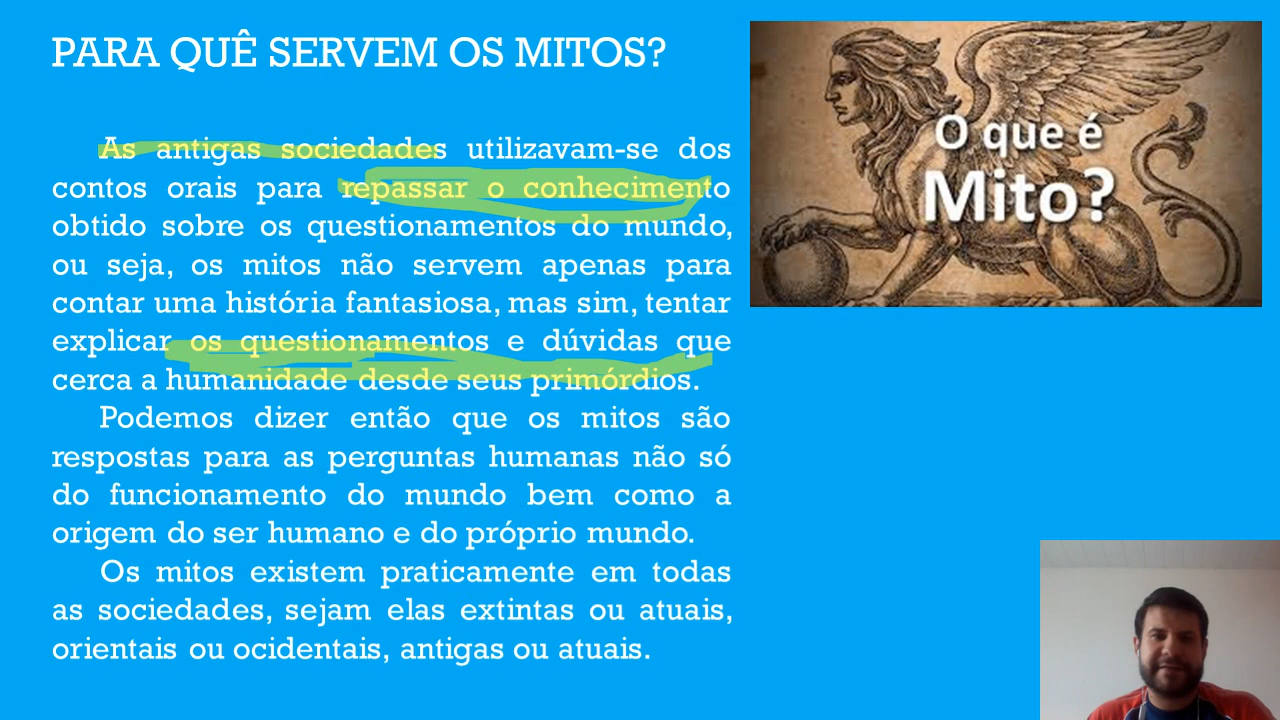 PARA QUÊ SERVEM OS MITOS?
As antigas sociedades utilizavam-se dos
contos orais para repassar o conhecimento
obtido sobre os questionamentos do mundo,
ou seja, os mitos não servem apenas para
contar uma história fantasiosa, mas sim, tentar
explicar os questionamentos e dúvidas que
cerca a humanidade desde seus primórdios.
Podemos dizer então que os mitos são
respostas para as perguntas humanas não só
do funcionamento do mundo bem como a
origem do ser humano e do próprio mundo.
Os mitos existem praticamente em todas
as sociedades, sejam elas extintas ou atuais,
orientais ou ocidentais, antigas ou atuais.
O que é
Mito?